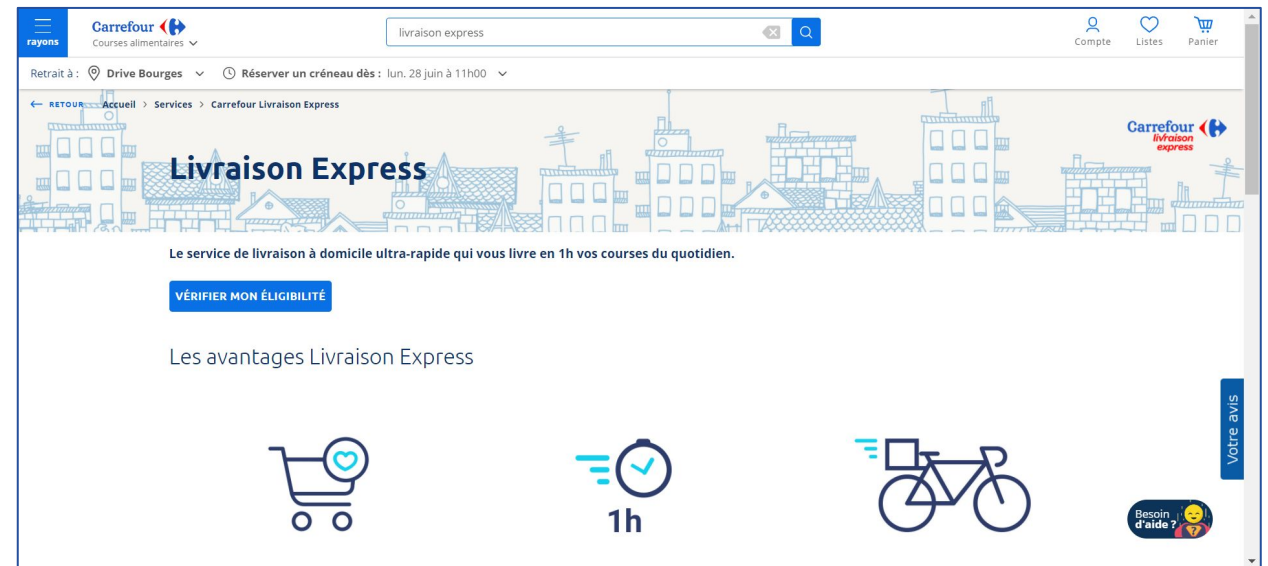 rayons
Carrefour
Courses alimentaires
livraison express
Compte
Listes
Panier
Retrait à : Drive Bourges
Réserver un créneau dès : lun. 28 juin à 11h00
← RETOUR Accueil > Services > Carrefour Livraison Express
Carrefour
livraison
express
Livraison Express
Le service de livraison à domicile ultra-rapide qui vous livre en 1h vos courses du quotidien.
VÉRIFIER MON ÉLIGIBILITÉ
Les avantages Livraison Express
Votre avis
1h
Besoin
d'aide ?